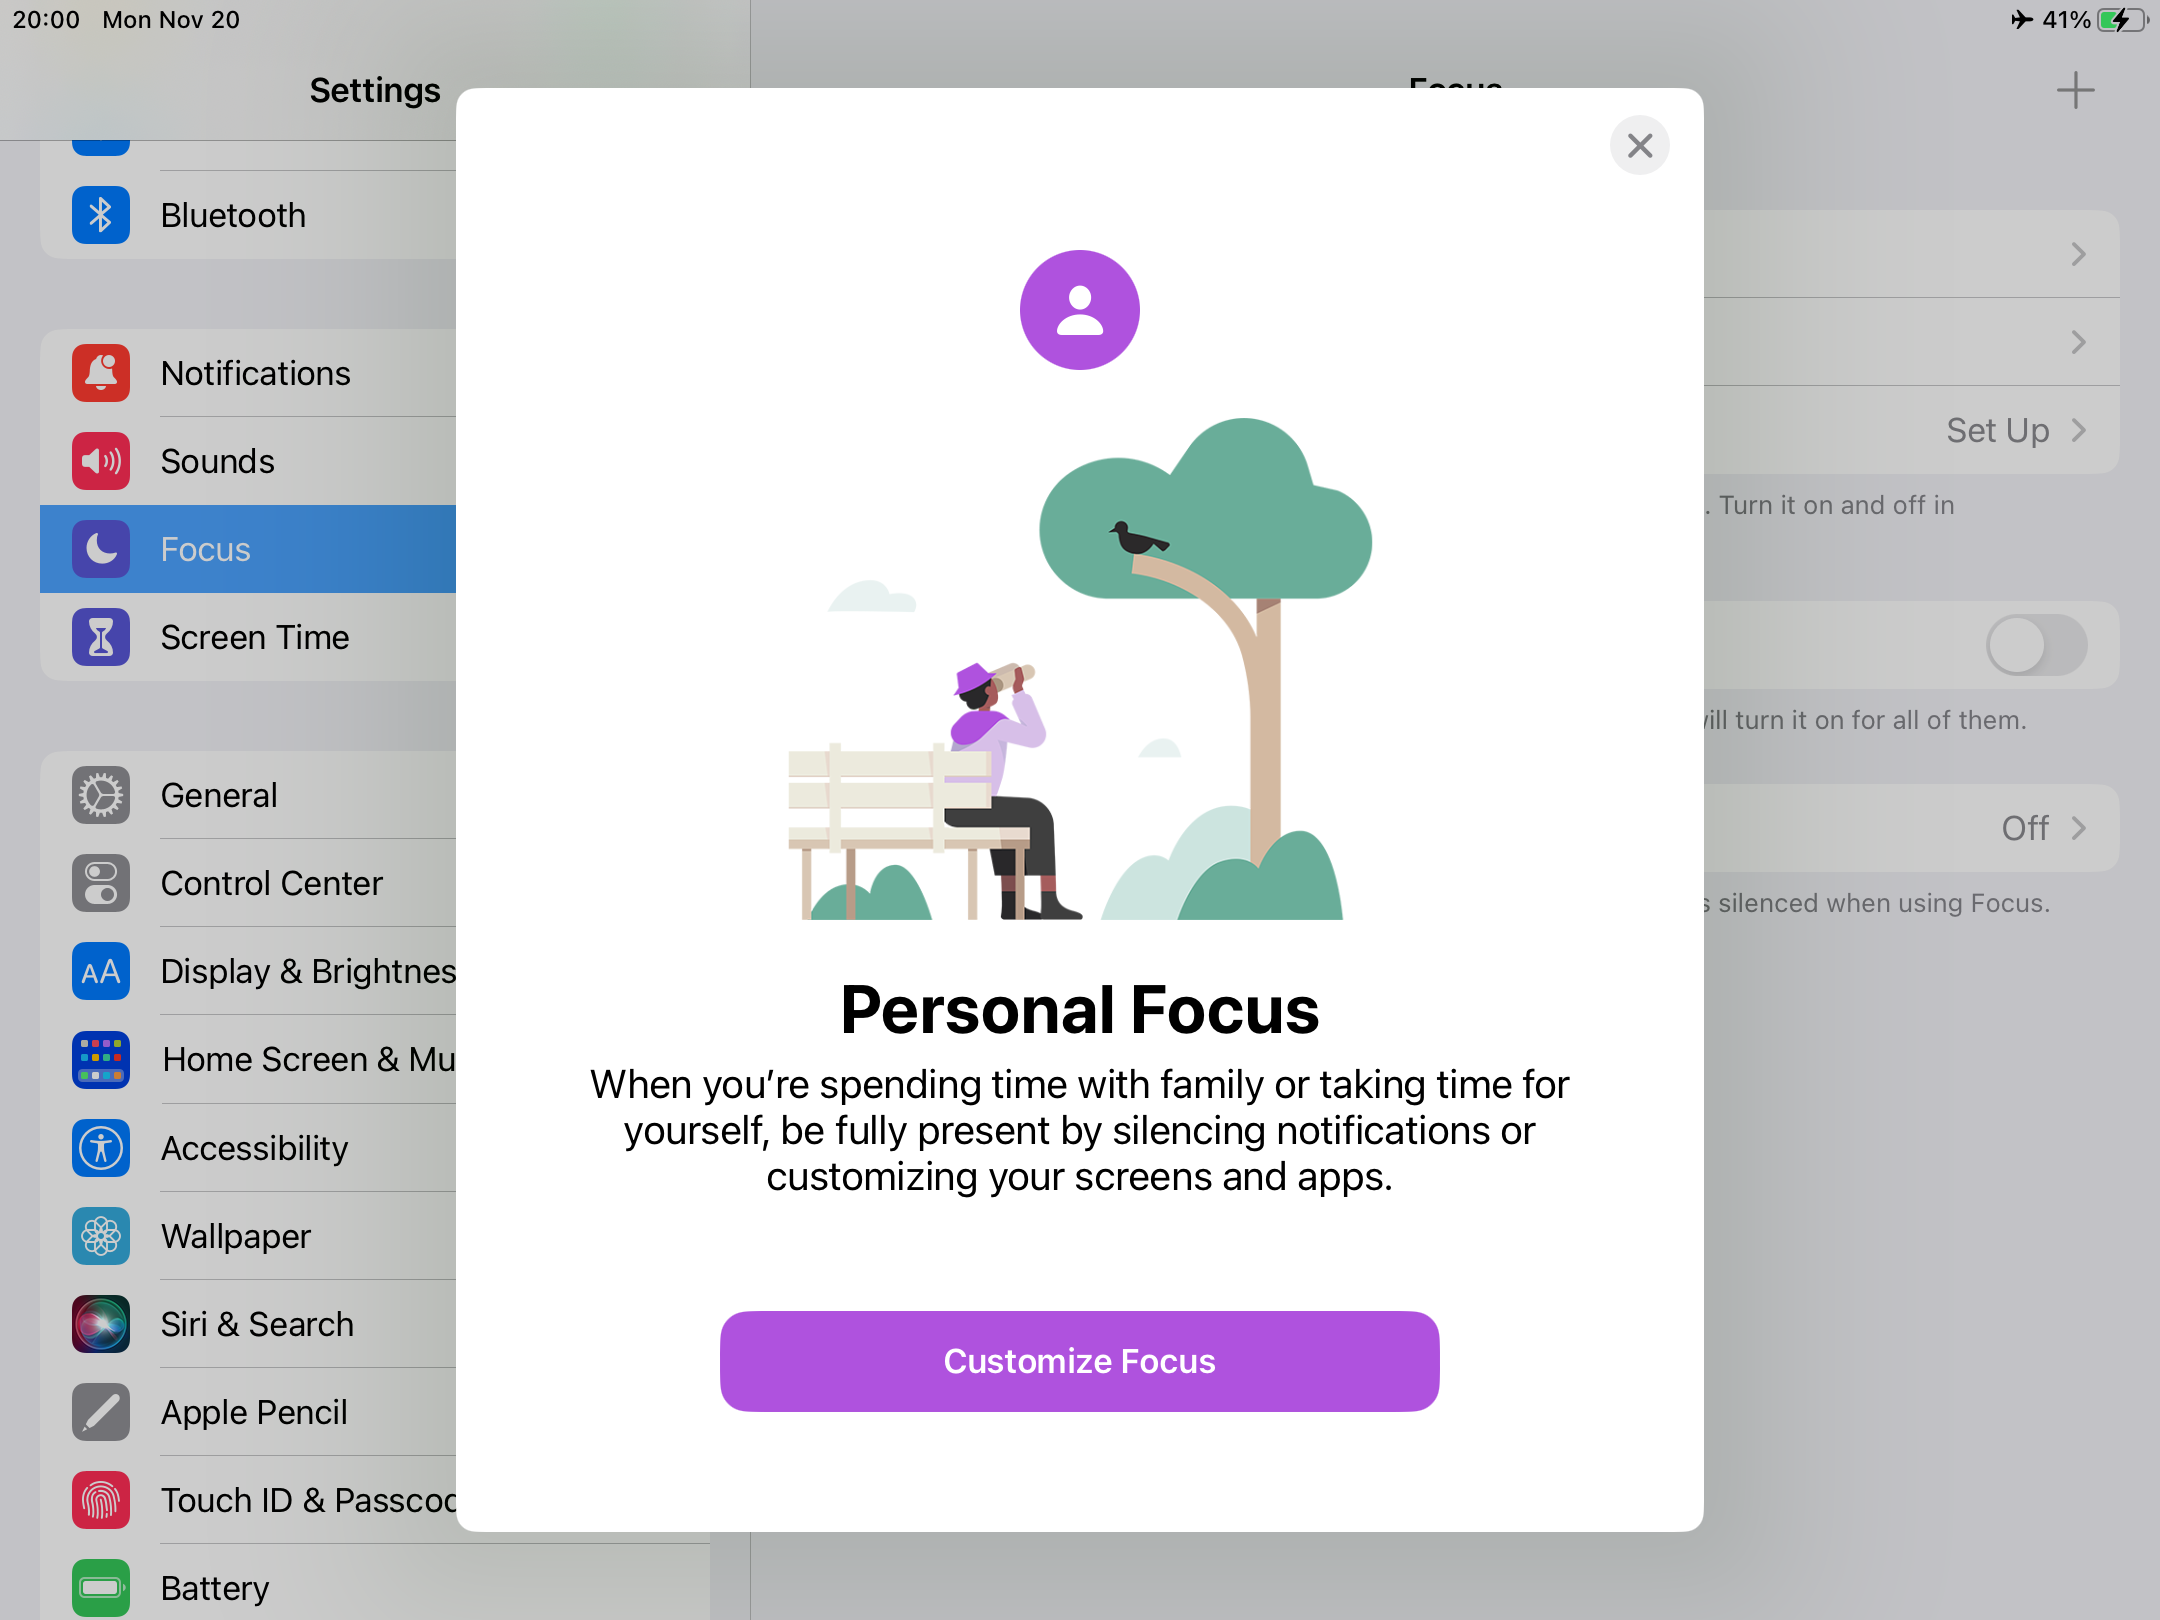 20:00 Mon Nov 20
41%
Settings
Focus
Bluetooth
Notifications
Sounds
Focus
Screen Time
General
Control Center
Display & Brightnes
Home Screen & Mu
Accessibility
Wallpaper
Siri & Search
Apple Pencil
Touch ID & Passcod
Battery
Personal Focus
When you’re spending time with family or taking time for
yourself, be fully present by silencing notifications or
customizing your screens and apps.
Customize Focus
Set Up
. Turn it on and off in
will turn it on for all of them.
Off
s silenced when using Focus.